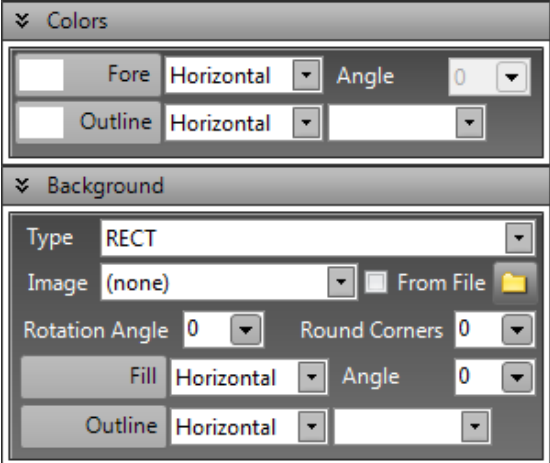 Colors
Fore Horizontal Angle 0
Outline Horizontal
Background
Type RECT
Image (none) From File
Rotation Angle 0 Round Corners 0
Fill Horizontal Angle 0
Outline Horizontal